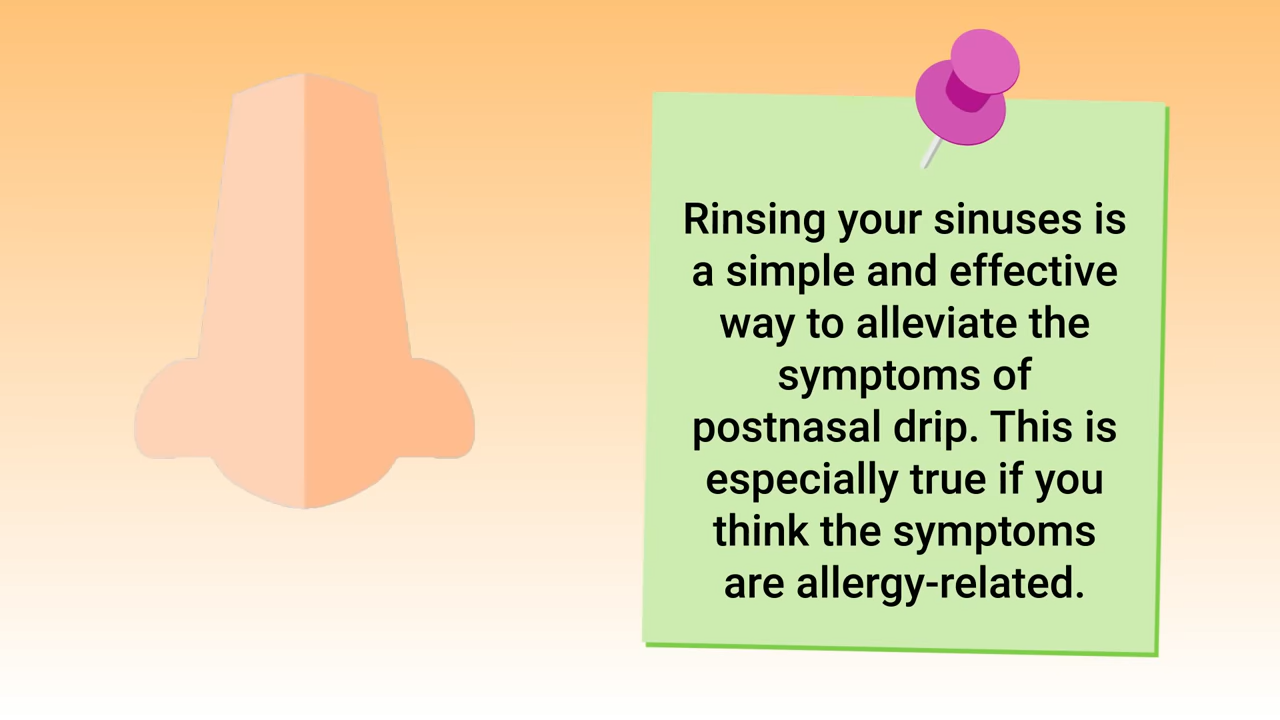 Rinsing your sinuses is
a simple and effective
way to alleviate the
symptoms of
postnasal drip. This is
especially true if you
think the symptoms
are allergy-related.